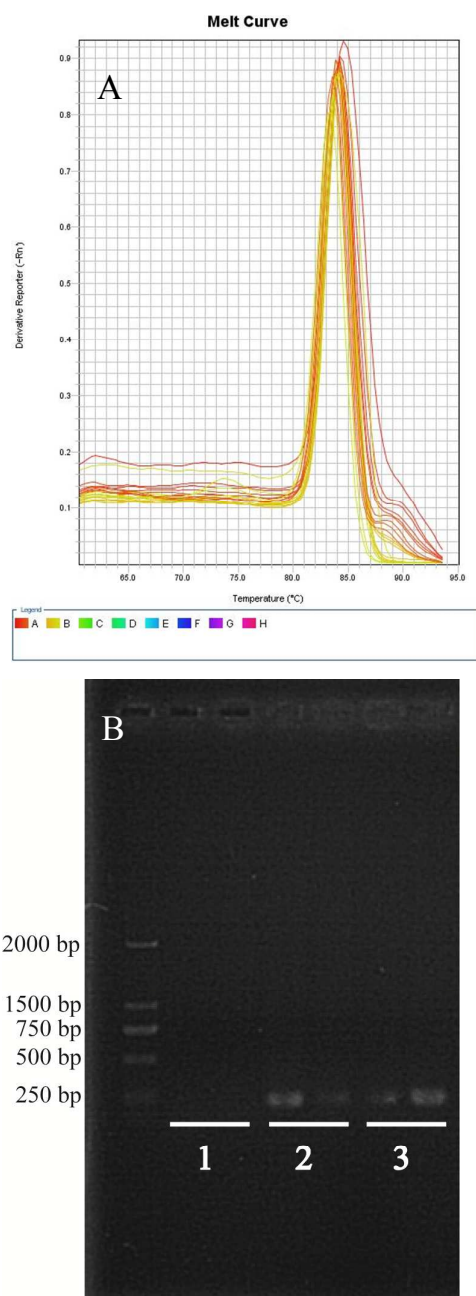 Melt Curve
A
Derivative Reporter (-Rn')
0.9
0.8
0.7
0.6
0.5
0.4
0.3
0.2
0.1
65.0 70.0 75.0 80.0 85.0 90.0 95.0
Temperature (°C)
Legend
A B C D E F G H
B
2000 bp
1500 bp
750 bp
500 bp
250 bp
1 2 3